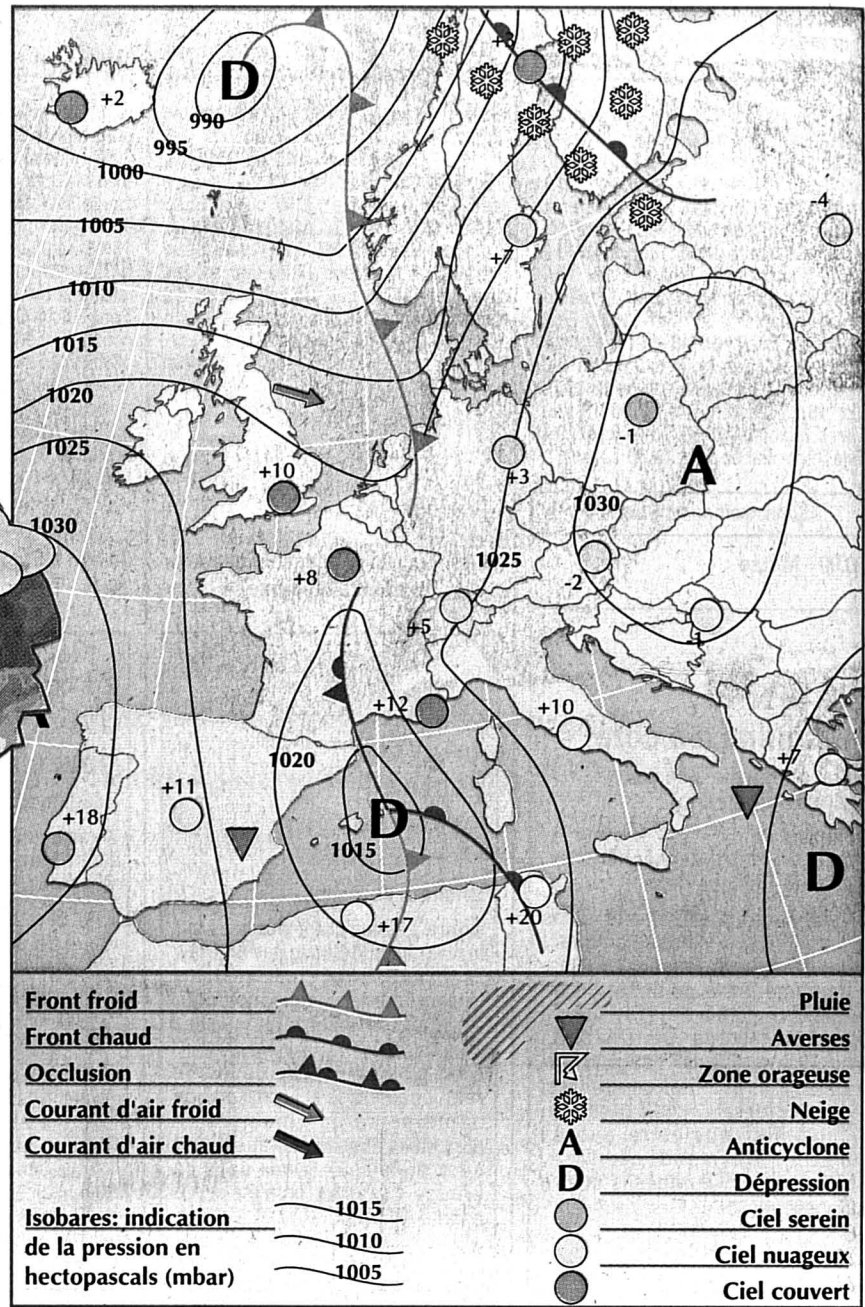 D
+2
990
995
1000
-4
1005
+7
1010
1015
1020
-1
A
1025
+10
+3
1030
1030
+8
1025
-2
+5
-1
+12
+10
1020
+7
+11
+18
D
1015
D
+17
+20
Front froid
Front chaud
Occlusion
Courant d'air froid
Courant d'air chaud
Isobares: indication
de la pression en
hectopascals (mbar)
1015
1010
1005
Pluie
Averses
Zone orageuse
Neige
A Anticyclone
D Dépression
Ciel serein
Ciel nuageux
Ciel couvert